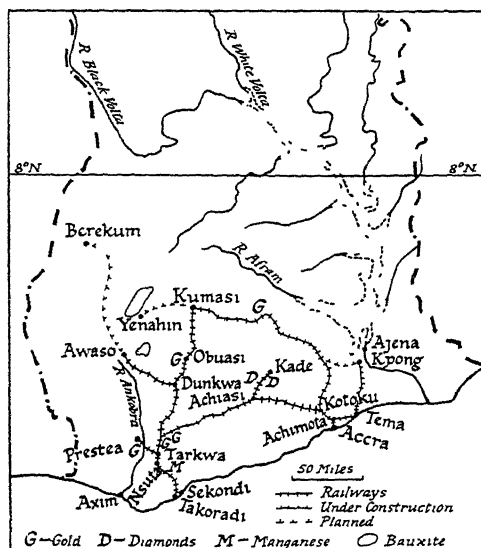 R Black Volta
R White Volta
8°N
8°N
Berekum
R Afram
Kumasi
G
Yenahin
Ajena
Kpong
Awaso
G
Obuasi
Kade
D
D
R Ankobra
Dunkwa
Achiasi
Kotoku
Achimota
Tema
Accra
Prestea
G
G G
Tarkwa
Nsuta
M
Axim
Sekondi
Takoradi
50 Miles
Railways
Under Construction
Planned
G-Gold D-Diamonds M-Manganese Bauxite